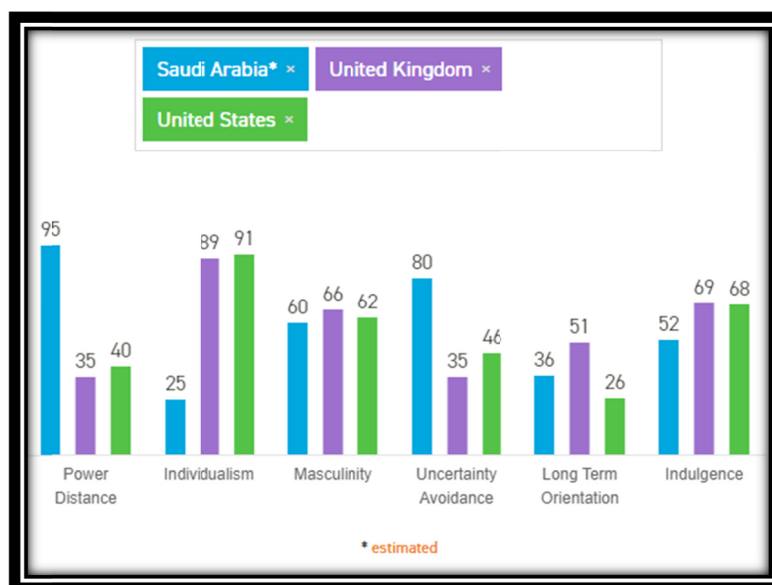 Saudi Arabia* × United Kingdom ×
United States ×
95 35 40 25 89 91 60 66 62 80 35 46 36 51 26 52 69 68
Power Distance
Individualism
Masculinity
Uncertainty Avoidance
Long Term Orientation
Indulgence
* estimated